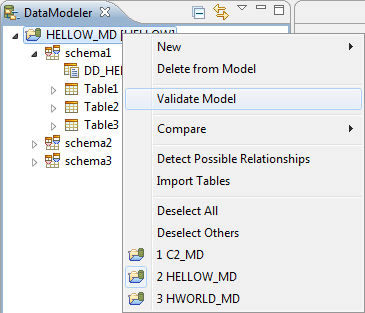 DataModeler
HELLOW_MD [HELLOW]
schema1
DD_HEL
Table1
Table2
Table3
schema2
schema3
New
Delete from Model
Validate Model
Compare
Detect Possible Relationships
Import Tables
Deselect All
Deselect Others
1 C2_MD
2 HELLOW_MD
3 HWORLD_MD